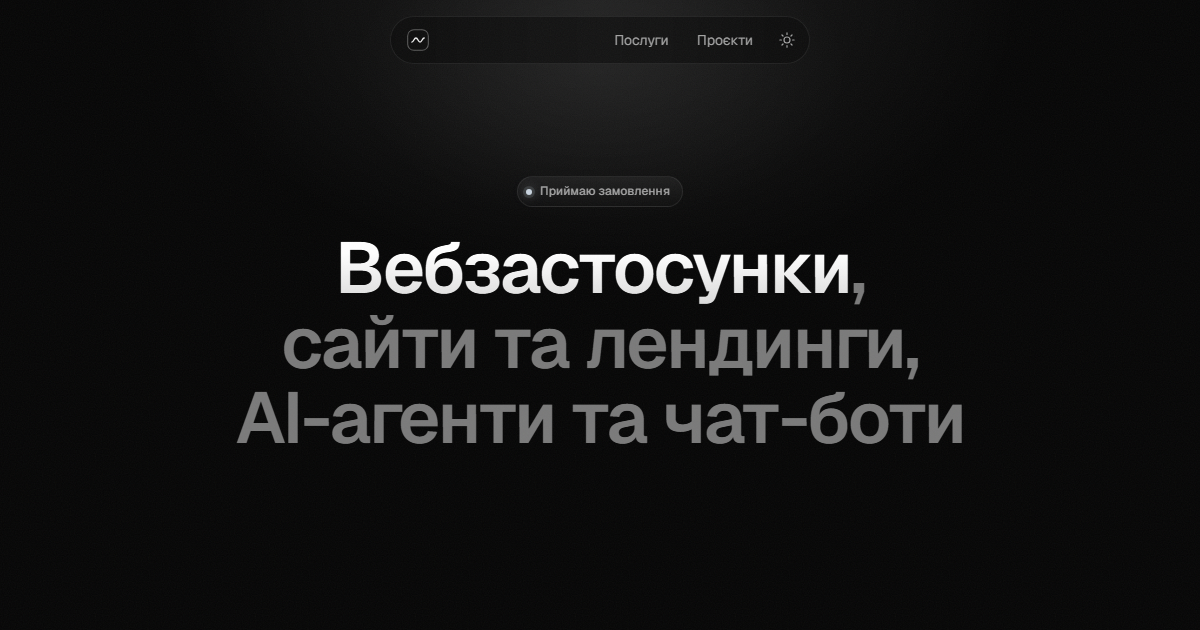 Послуги Проєкти
Приймаю замовлення
Вебзастосунки,
сайти та лендинги,
AI-агенти та чат-боти